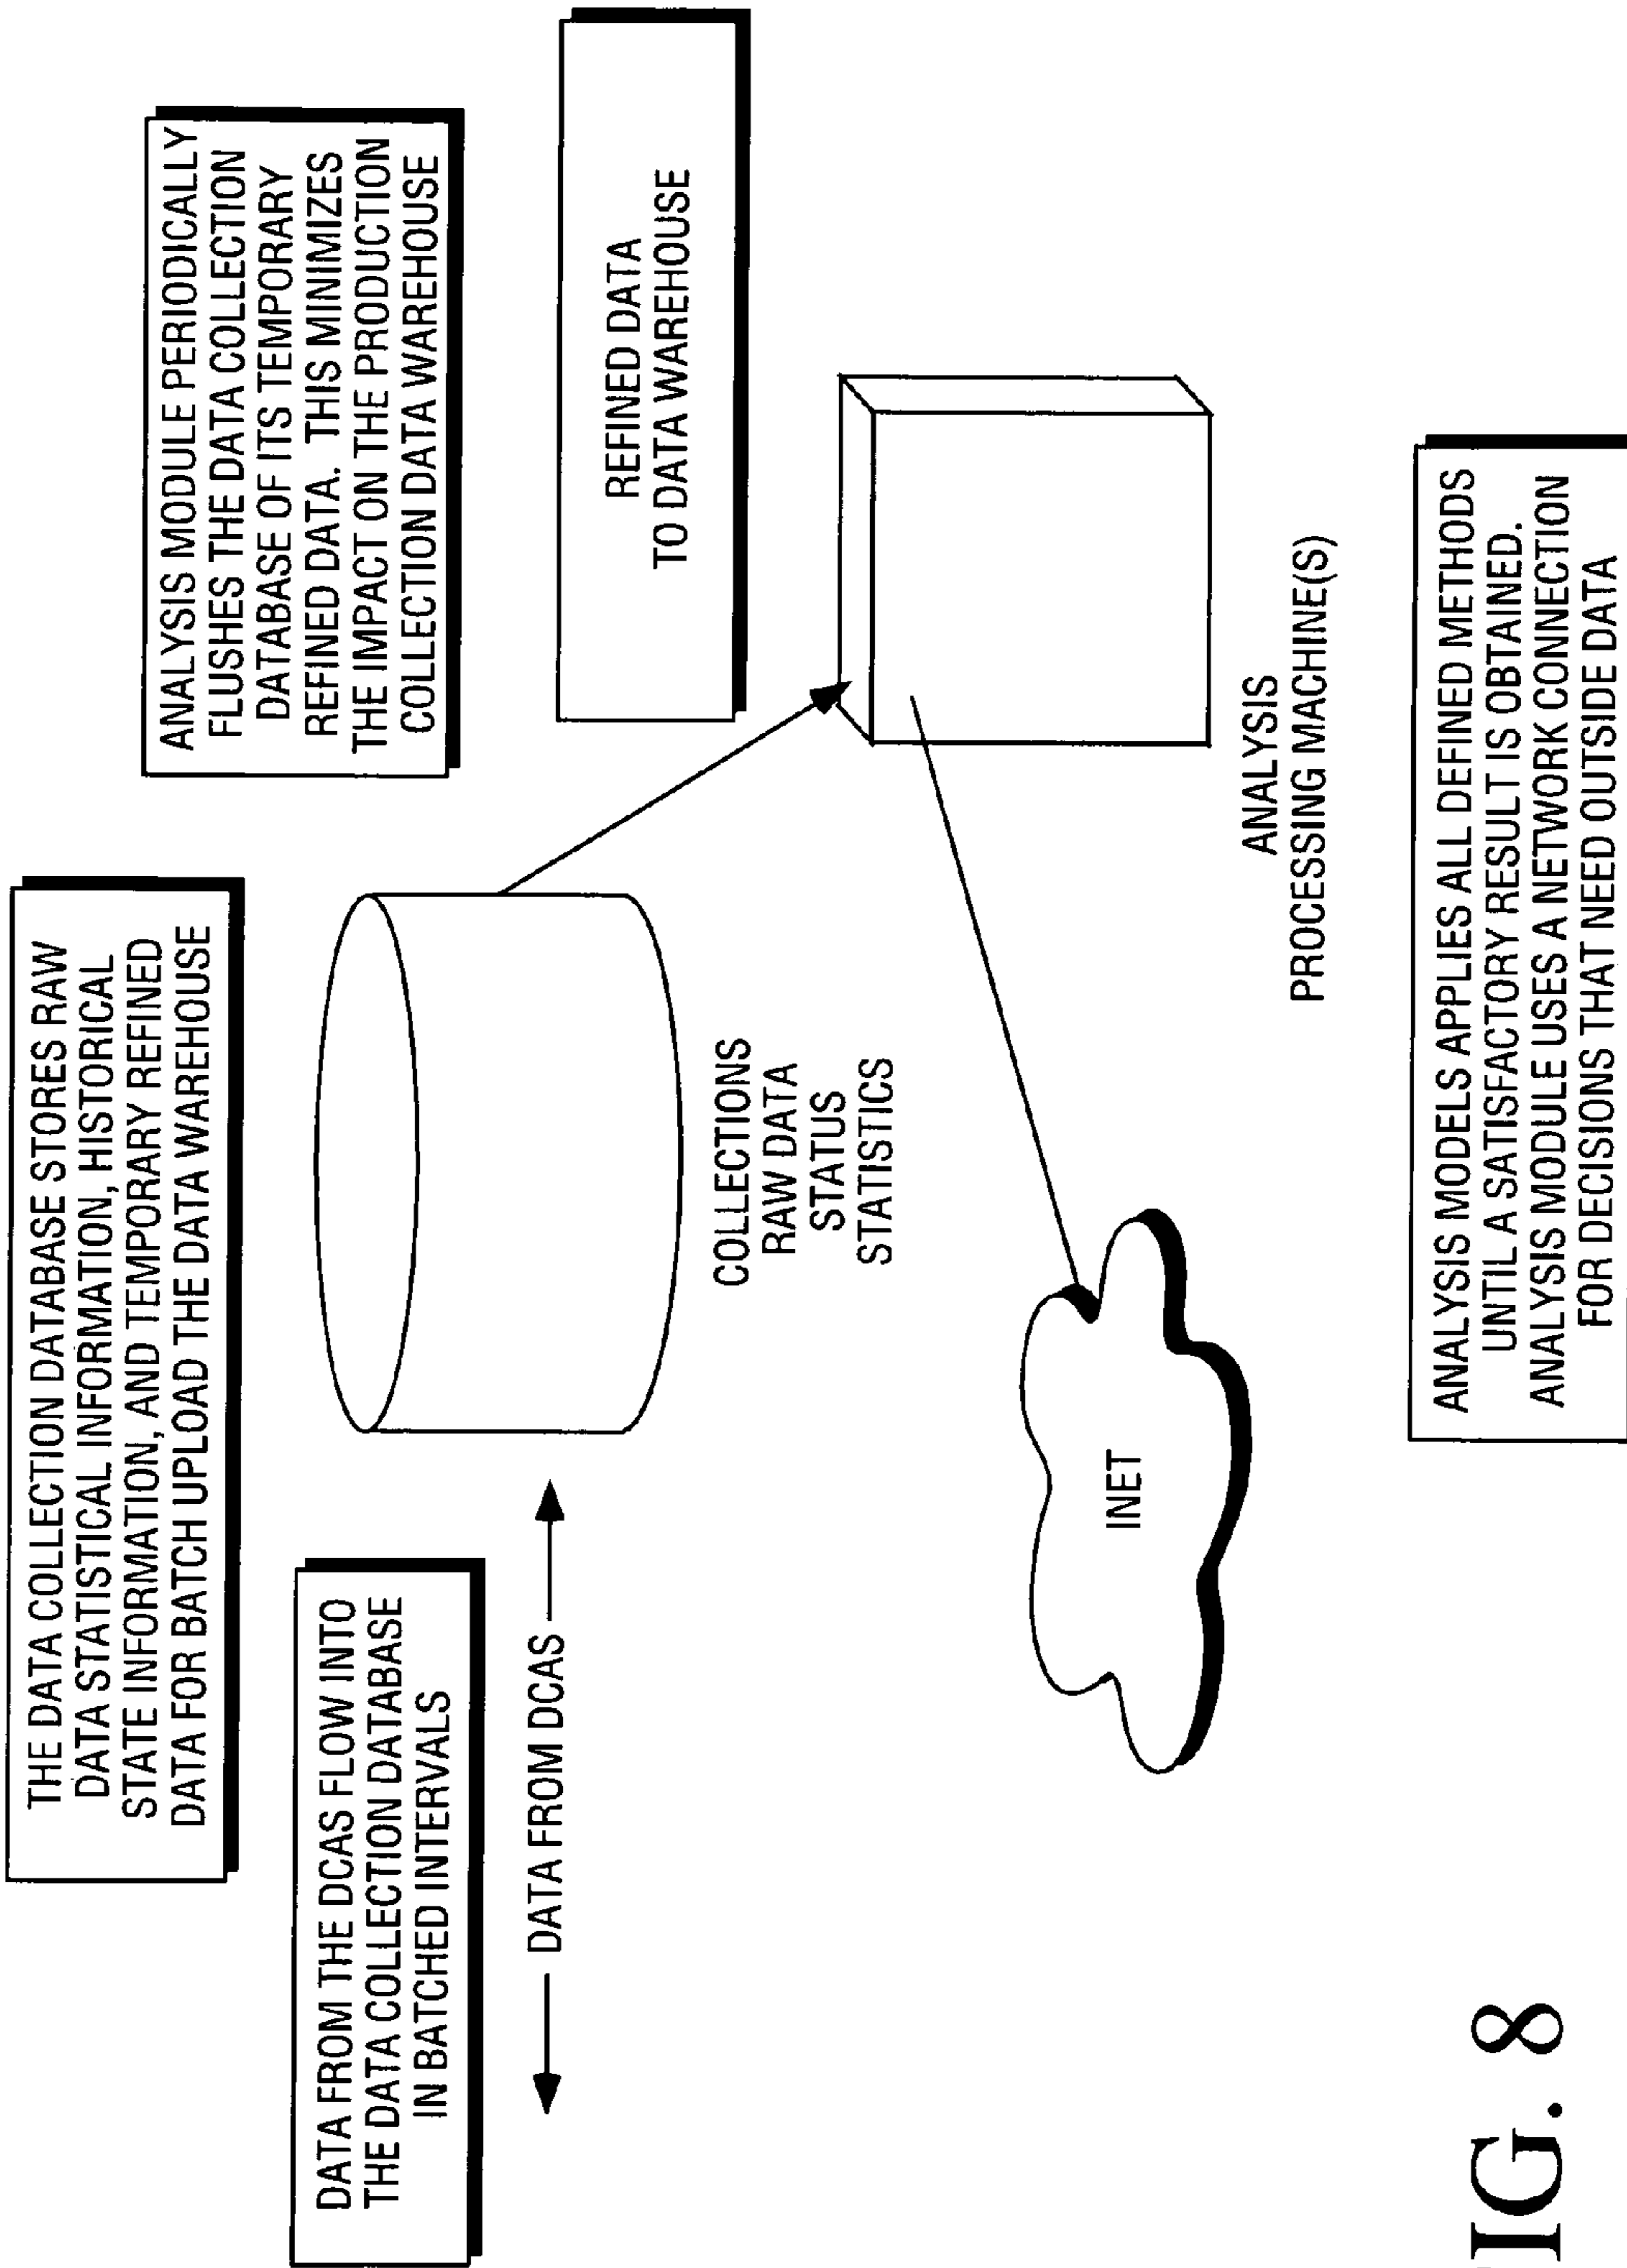 THE DATA COLLECTION DATABASE STORES RAW
DATA STATISTICAL INFORMATION, HISTORICAL
STATE INFORMATION, AND TEMPORARY REFINED
DATA FOR BATCH UPLOAD THE DATA WAREHOUSE
ANALYSIS MODULE PERIODICALLY
FLUSHES THE DATA COLLECTION
DATABASE OF ITS TEMPORARY
REFINED DATA. THIS MINIMIZES
THE IMPACT ON THE PRODUCTION
COLLECTION DATA WAREHOUSE
DATA FROM THE DCAS FLOW INTO
THE DATA COLLECTION DATABASE
IN BATCHED INTERVALS
DATA FROM DCAS
COLLECTIONS
RAW DATA
STATUS
STATISTICS
REFINED DATA
TO DATA WAREHOUSE
INET
ANALYSIS
PROCESSING MACHINE(S)
ANALYSIS MODELS APPLIES ALL DEFINED METHODS
UNTIL A SATISFACTORY RESULT IS OBTAINED.
ANALYSIS MODULE USES A NETWORK CONNECTION
FOR DECISIONS THAT NEED OUTSIDE DATA
IG. 8